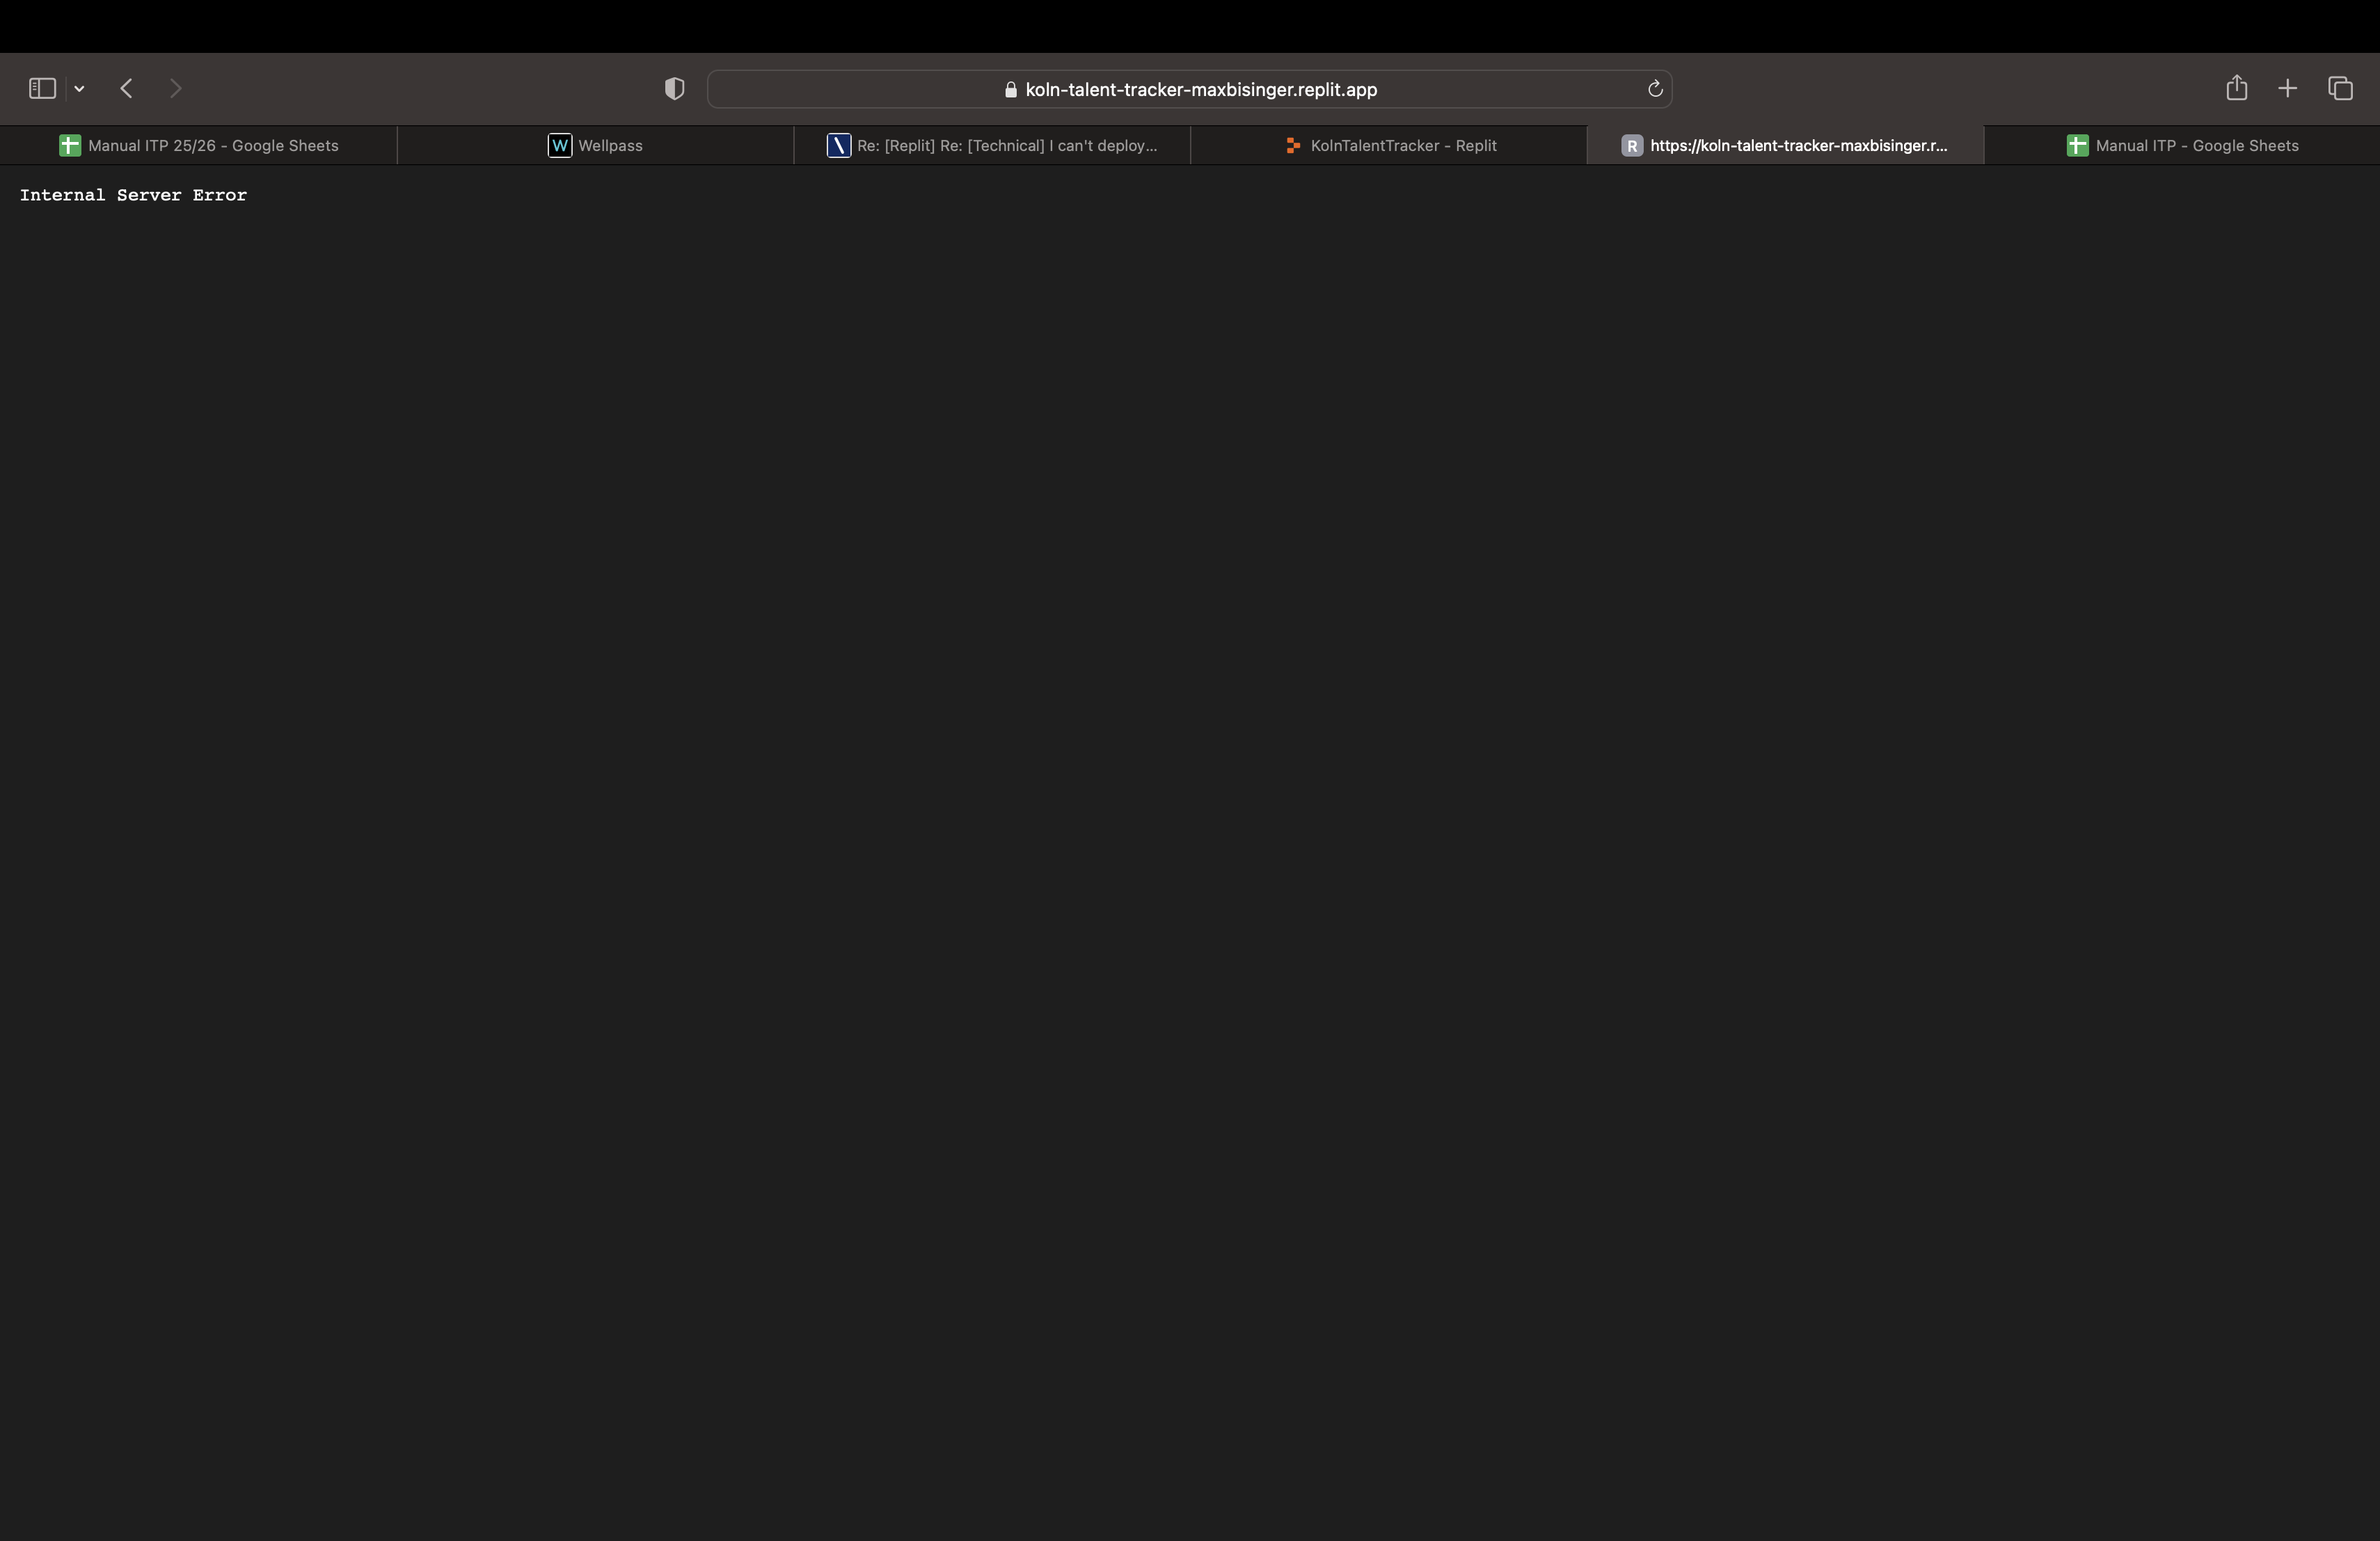 koln-talent-tracker-maxbisinger.replit.app
Manual ITP 25/26 - Google Sheets
W Wellpass
\ Re: [Replit] Re: [Technical] I can't deploy...
KolnTalentTracker - Replit
R https://koln-talent-tracker-maxbisinger.r...
Manual ITP - Google Sheets
Internal Server Error